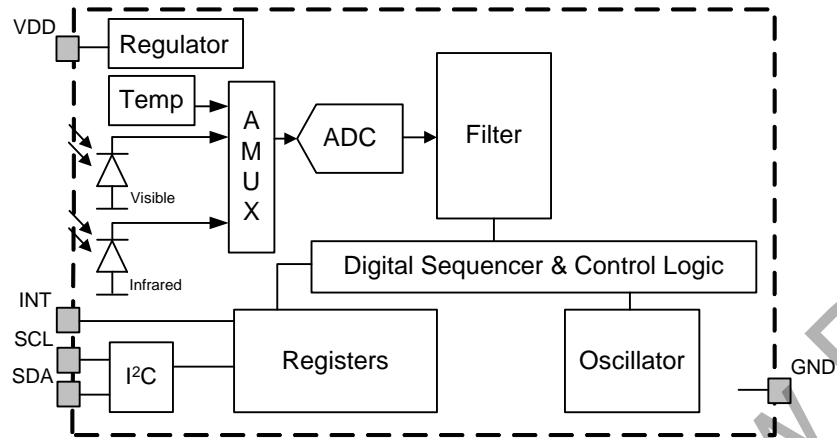 VDD
Regulator
Temp
A
M
U
X
ADC
Filter
Visible
Infrared
Digital Sequencer & Control Logic
INT
SCL
SDA
I²C
Registers
Oscillator
GND